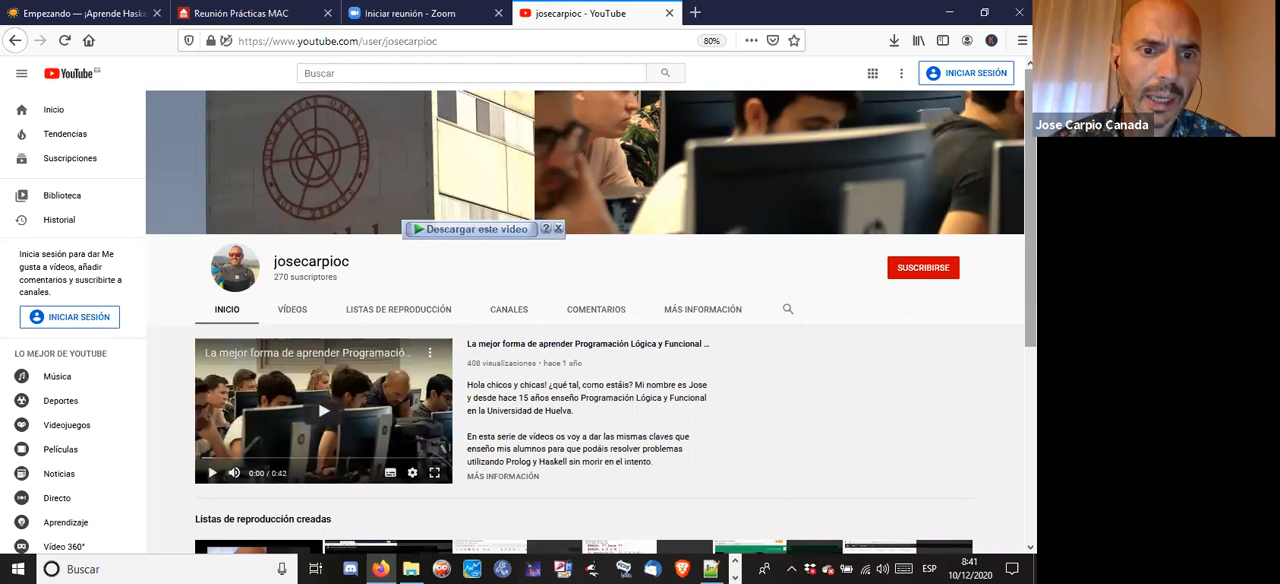 Empezando — ¡Aprende Hask
Reunión Prácticas MAC
Iniciar reunión - Zoom
josecarpioc - YouTube
https://www.youtube.com/user/josecarpioc
80%
YouTube ES
Buscar
INICIAR SESIÓN
Jose Carpio Canada
Inicio
Tendencias
Suscripciones
Biblioteca
Historial
Inicia sesión para dar Me
gusta a vídeos, añadir
comentarios y suscribirte a
canales.
INICIAR SESIÓN
LO MEJOR DE YOUTUBE
Música
Deportes
Videojuegos
Películas
Noticias
Directo
Aprendizaje
Vídeo 360°
Descargar este video
josecarpioc
270 suscriptores
SUSCRIBIRSE
INICIO
VÍDEOS
LISTAS DE REPRODUCCIÓN
CANALES
COMENTARIOS
MÁS INFORMACIÓN
La mejor forma de aprender Programació...
0:00 / 0:42
La mejor forma de aprender Programación Lógica y Funcional ...
408 visualizaciones • hace 1 año
Hola chicos y chicas! ¿qué tal, como estáis? Mi nombre es Jose
y desde hace 15 años enseño Programación Lógica y Funcional
en la Universidad de Huelva.
En esta serie de vídeos os voy a dar las mismas claves que
enseño mis alumnos para que podáis resolver problemas
utilizando Prolog y Haskell sin morir en el intento.
MÁS INFORMACIÓN
Listas de reproducción creadas
Buscar
ESP
8:41
10/12/2020